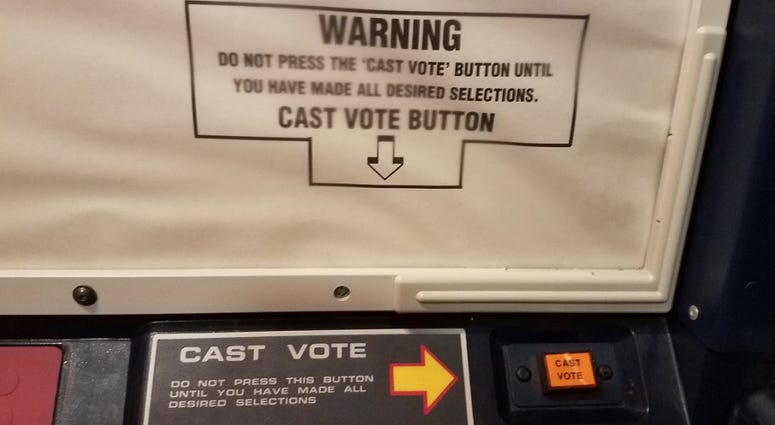 WARNING
DO NOT PRESS THE 'CAST VOTE' BUTTON UNTIL
YOU HAVE MADE ALL DESIRED SELECTIONS.
CAST VOTE BUTTON
CAST VOTE
DO NOT PRESS THIS BUTTON
UNTIL YOU HAVE MADE ALL
DESIRED SELECTIONS
CAST
VOTE